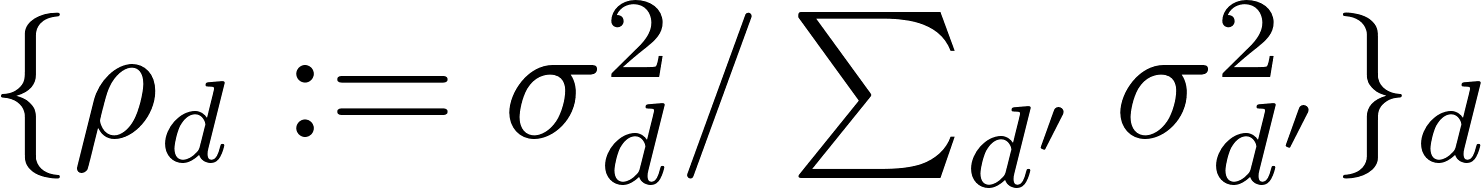 {ρ_d := σ_d^2 / ∑_{d'} σ_{d'}^2}_d